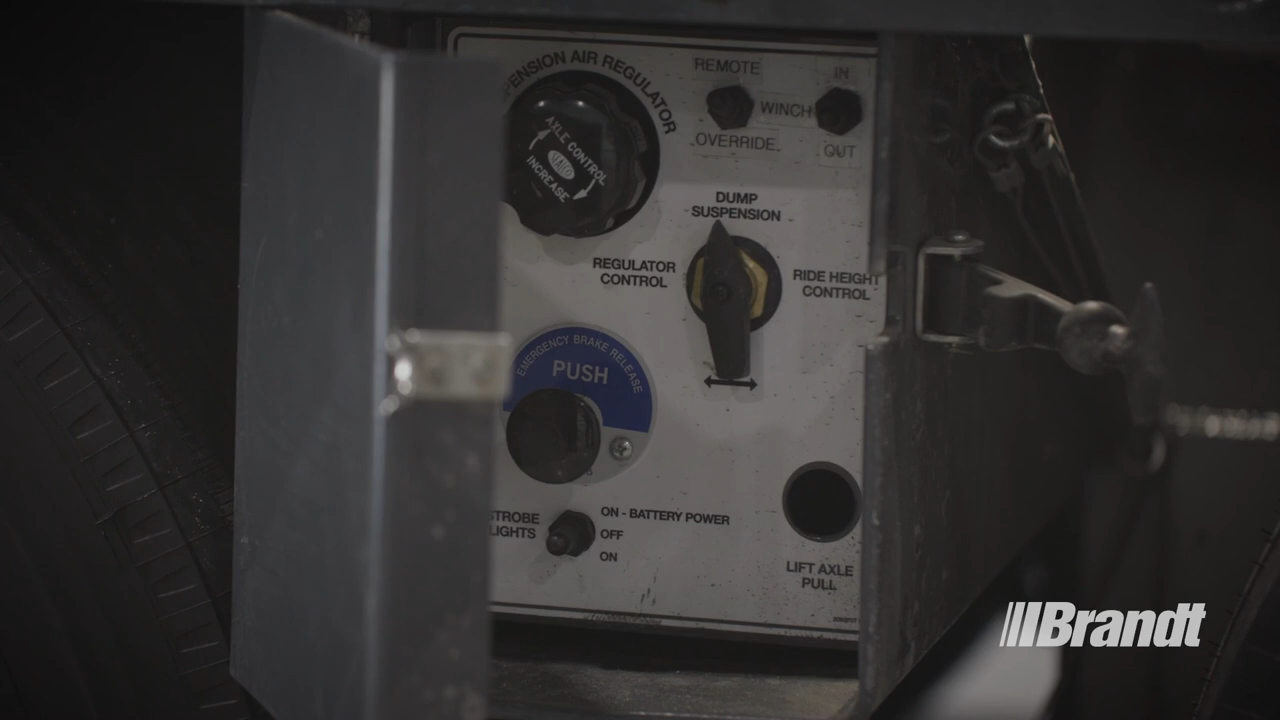 PENSION AIR REGULATOR
AXLE CONTROL
SEALCO
INCREASE
REMOTE
OVERRIDE
WINCH
IN
OUT
DUMP
SUSPENSION
REGULATOR
CONTROL
RIDE HEIGHT
CONTROL
EMERGENCY BRAKE RELEASE
PUSH
STROBE
LIGHTS
ON - BATTERY POWER
OFF
ON
LIFT AXLE
PULL
Brandt